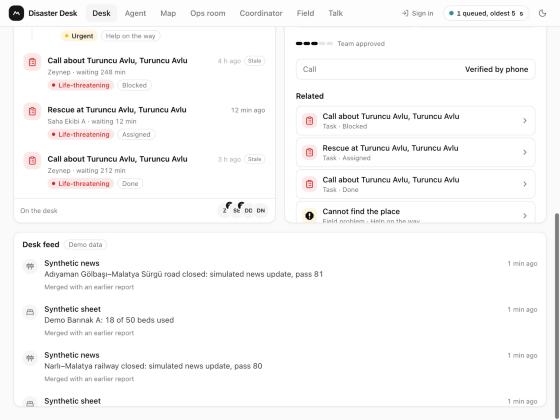 Disaster Desk
Desk
Agent
Map
Ops room
Coordinator
Field
Talk
Sign in
1 queued, oldest 5 s
Urgent
Help on the way
Call about Turuncu Avlu, Turuncu Avlu
4 h ago
Stale
Zeynep · waiting 248 min
Life-threatening
Blocked
Rescue at Turuncu Avlu, Turuncu Avlu
12 min ago
Saha Ekibi A · waiting 12 min
Life-threatening
Assigned
Call about Turuncu Avlu, Turuncu Avlu
3 h ago
Stale
Zeynep · waiting 212 min
Life-threatening
Done
On the desk
DD
DN
Team approved
Call
Verified by phone
Related
Call about Turuncu Avlu, Turuncu Avlu
Task · Blocked
Rescue at Turuncu Avlu, Turuncu Avlu
Task · Assigned
Call about Turuncu Avlu, Turuncu Avlu
Task · Done
Cannot find the place
Field problem · Help on the way
Desk feed
Demo data
Synthetic news
1 min ago
Adıyaman Gölbaşı–Malatya Sürgü road closed: simulated news update, pass 81
Merged with an earlier report
Synthetic sheet
1 min ago
Demo Barınak A: 18 of 50 beds used
Merged with an earlier report
Synthetic news
1 min ago
Narlı–Malatya railway closed: simulated news update, pass 80
Merged with an earlier report
Synthetic sheet
1 min ago